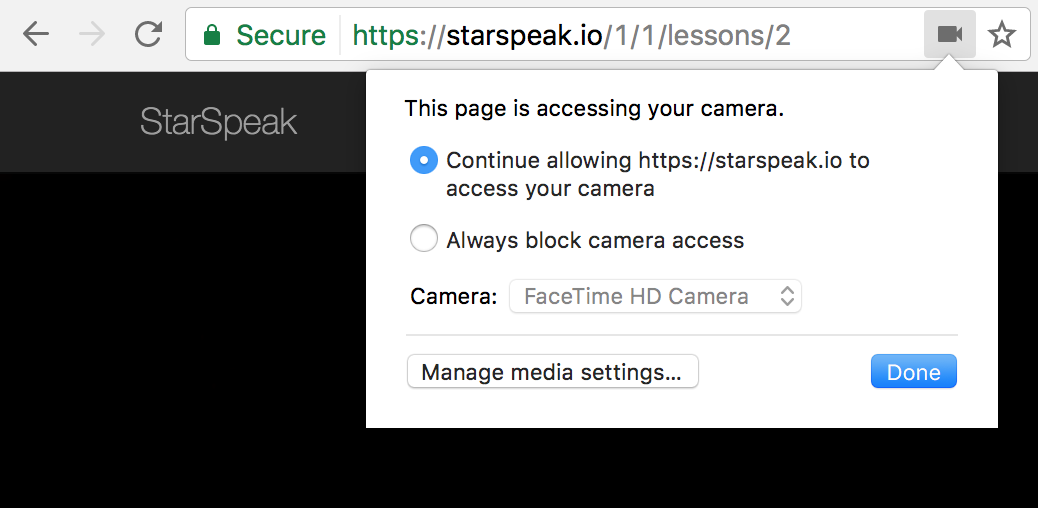 Secure https://starspeak.io/1/1/lessons/2
StarSpeak
This page is accessing your camera.
Continue allowing https://starspeak.io to
access your camera
Always block camera access
Camera: FaceTime HD Camera
Manage media settings...
Done